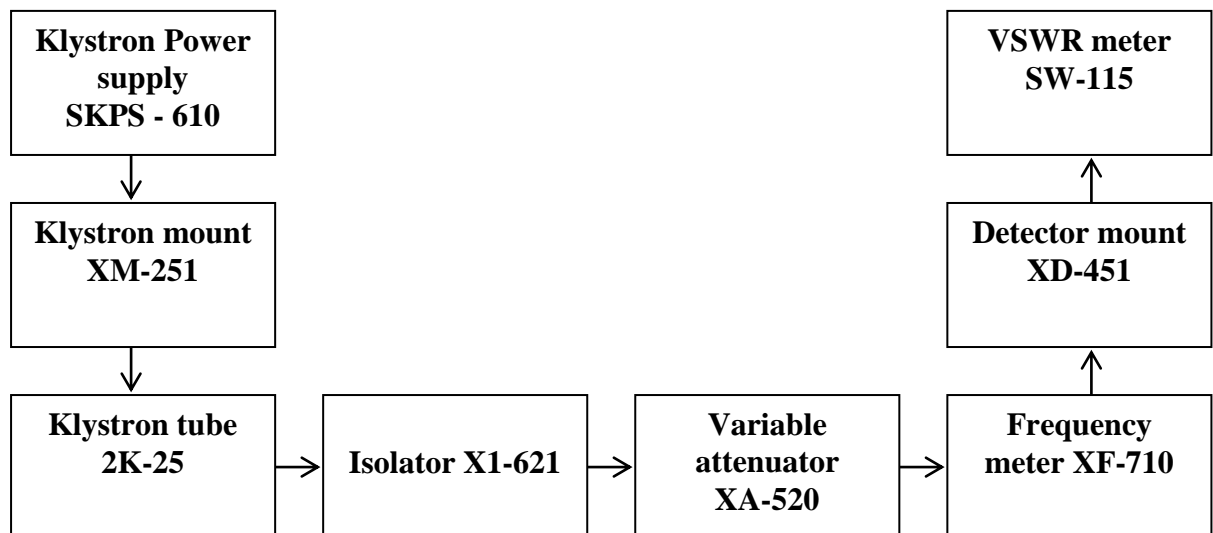 Klystron Power
supply
SKPS - 610
VSWR meter
SW-115
Klystron mount
XM-251
Detector mount
XD-451
Klystron tube
2K-25
Isolator X1-621
Variable
attenuator
XA-520
Frequency
meter XF-710